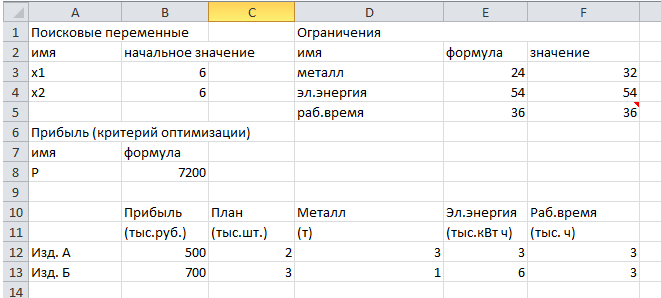 A B C D E F
1 Поисковые переменные Ограничения
2 имя начальное значение имя формула значение
3 x1 6 металл 24 32
4 x2 6 эл.энергия 54 54
5 раб.время 36 36
6 Прибыль (критерий оптимизации)
7 имя формула
8 P 7200
9
10 Прибыль План Металл Эл.энергия Раб.время
11 (тыс.руб.) (тыс.шт.) (т) (тыс.кВт ч) (тыс. ч)
12 Изд. А 500 2 3 3 3
13 Изд. Б 700 3 1 6 3
14